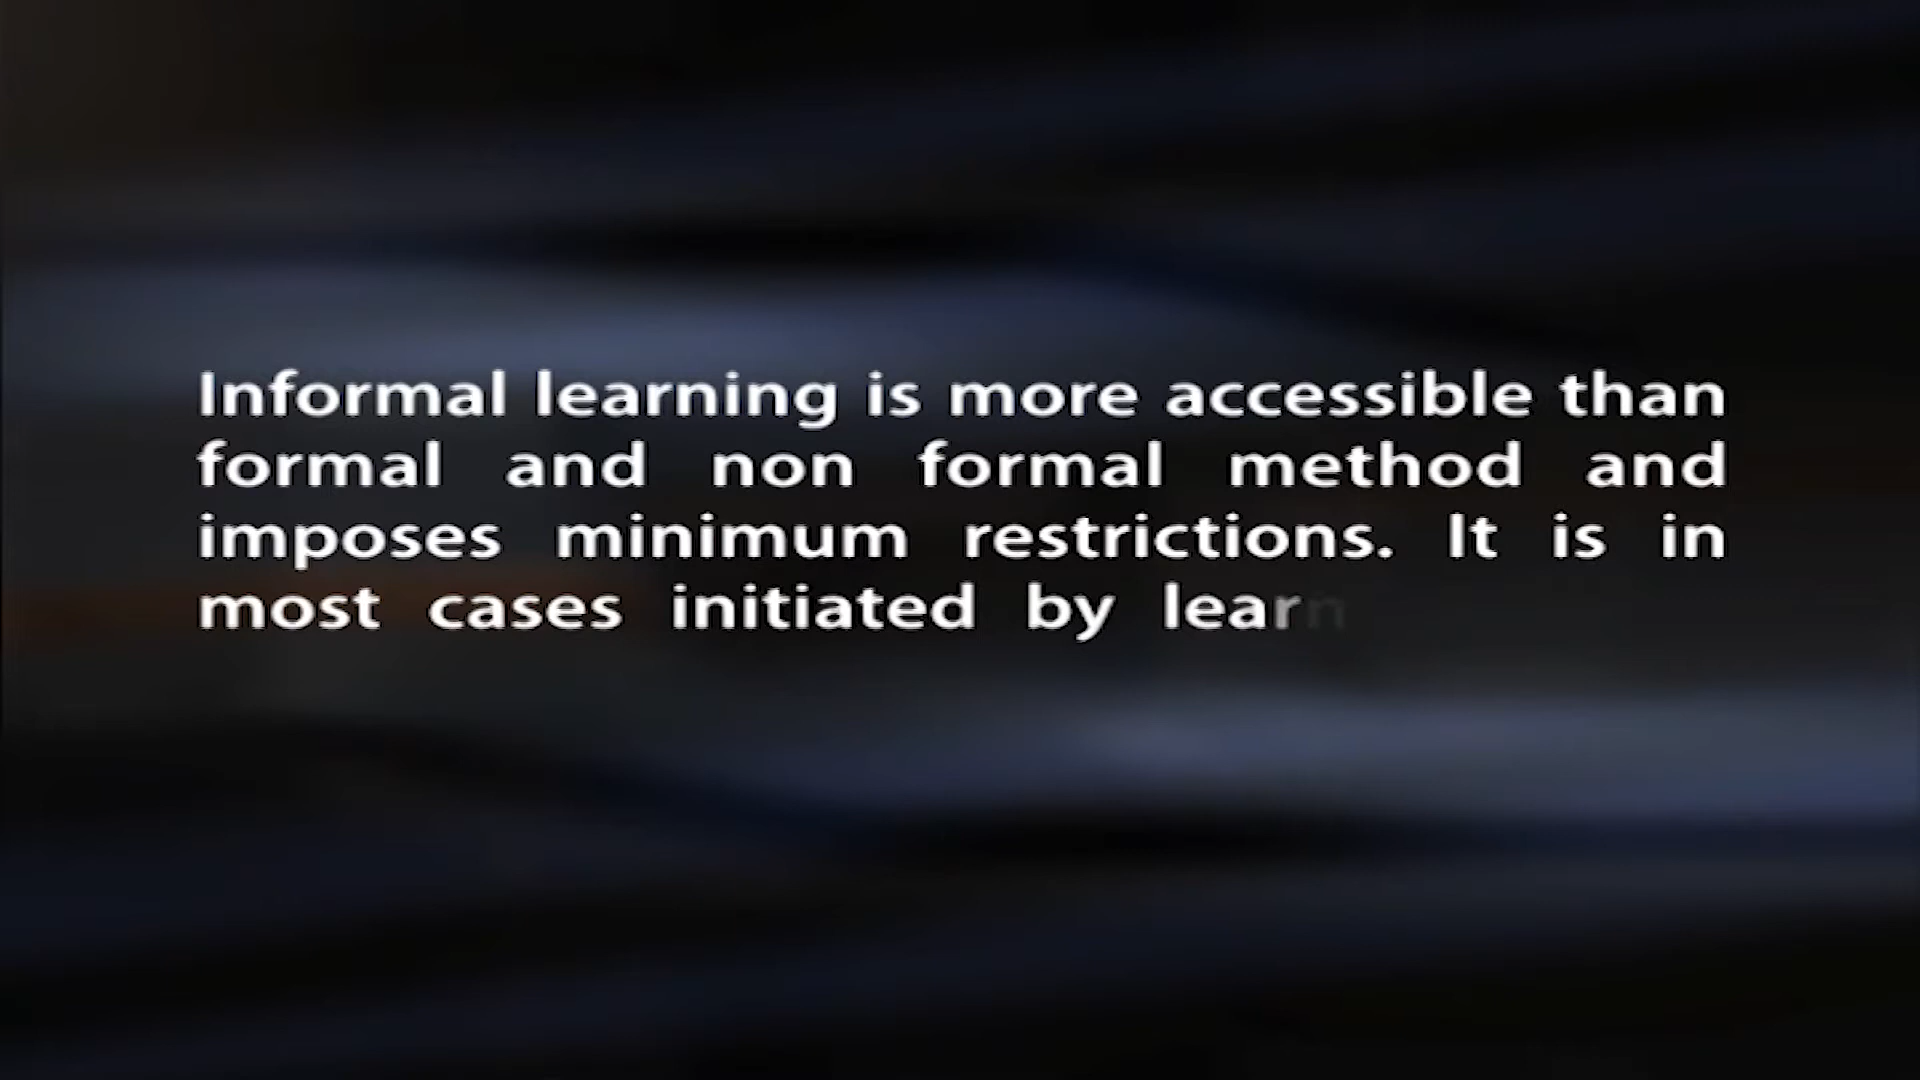 Informal learning is more accessible than
formal and non formal method and
imposes minimum restrictions. It is in
most cases initiated by learn